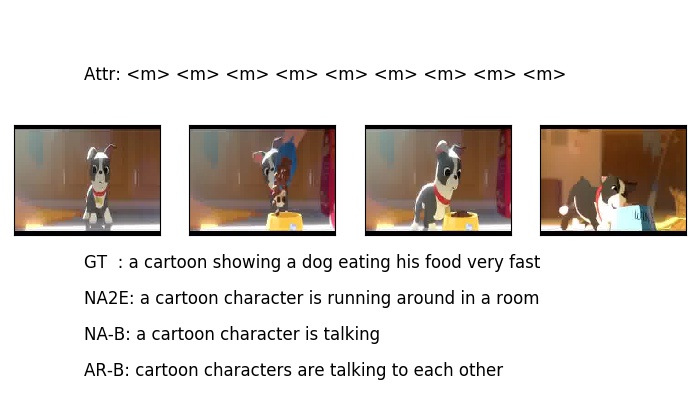 Attr: <m> <m> <m> <m> <m> <m> <m> <m> <m>
GT : a cartoon showing a dog eating his food very fast
NA2E: a cartoon character is running around in a room
NA-B: a cartoon character is talking
AR-B: cartoon characters are talking to each other